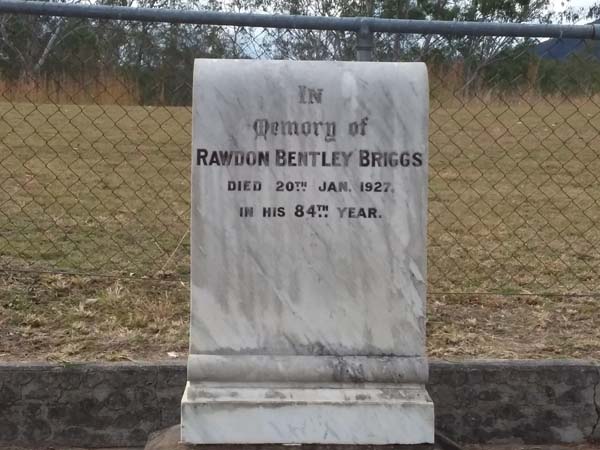 IN
Memory of
RAWDON BENTLEY BRIGGS
DIED 20TH JAN. 1927.
IN HIS 84TH YEAR.